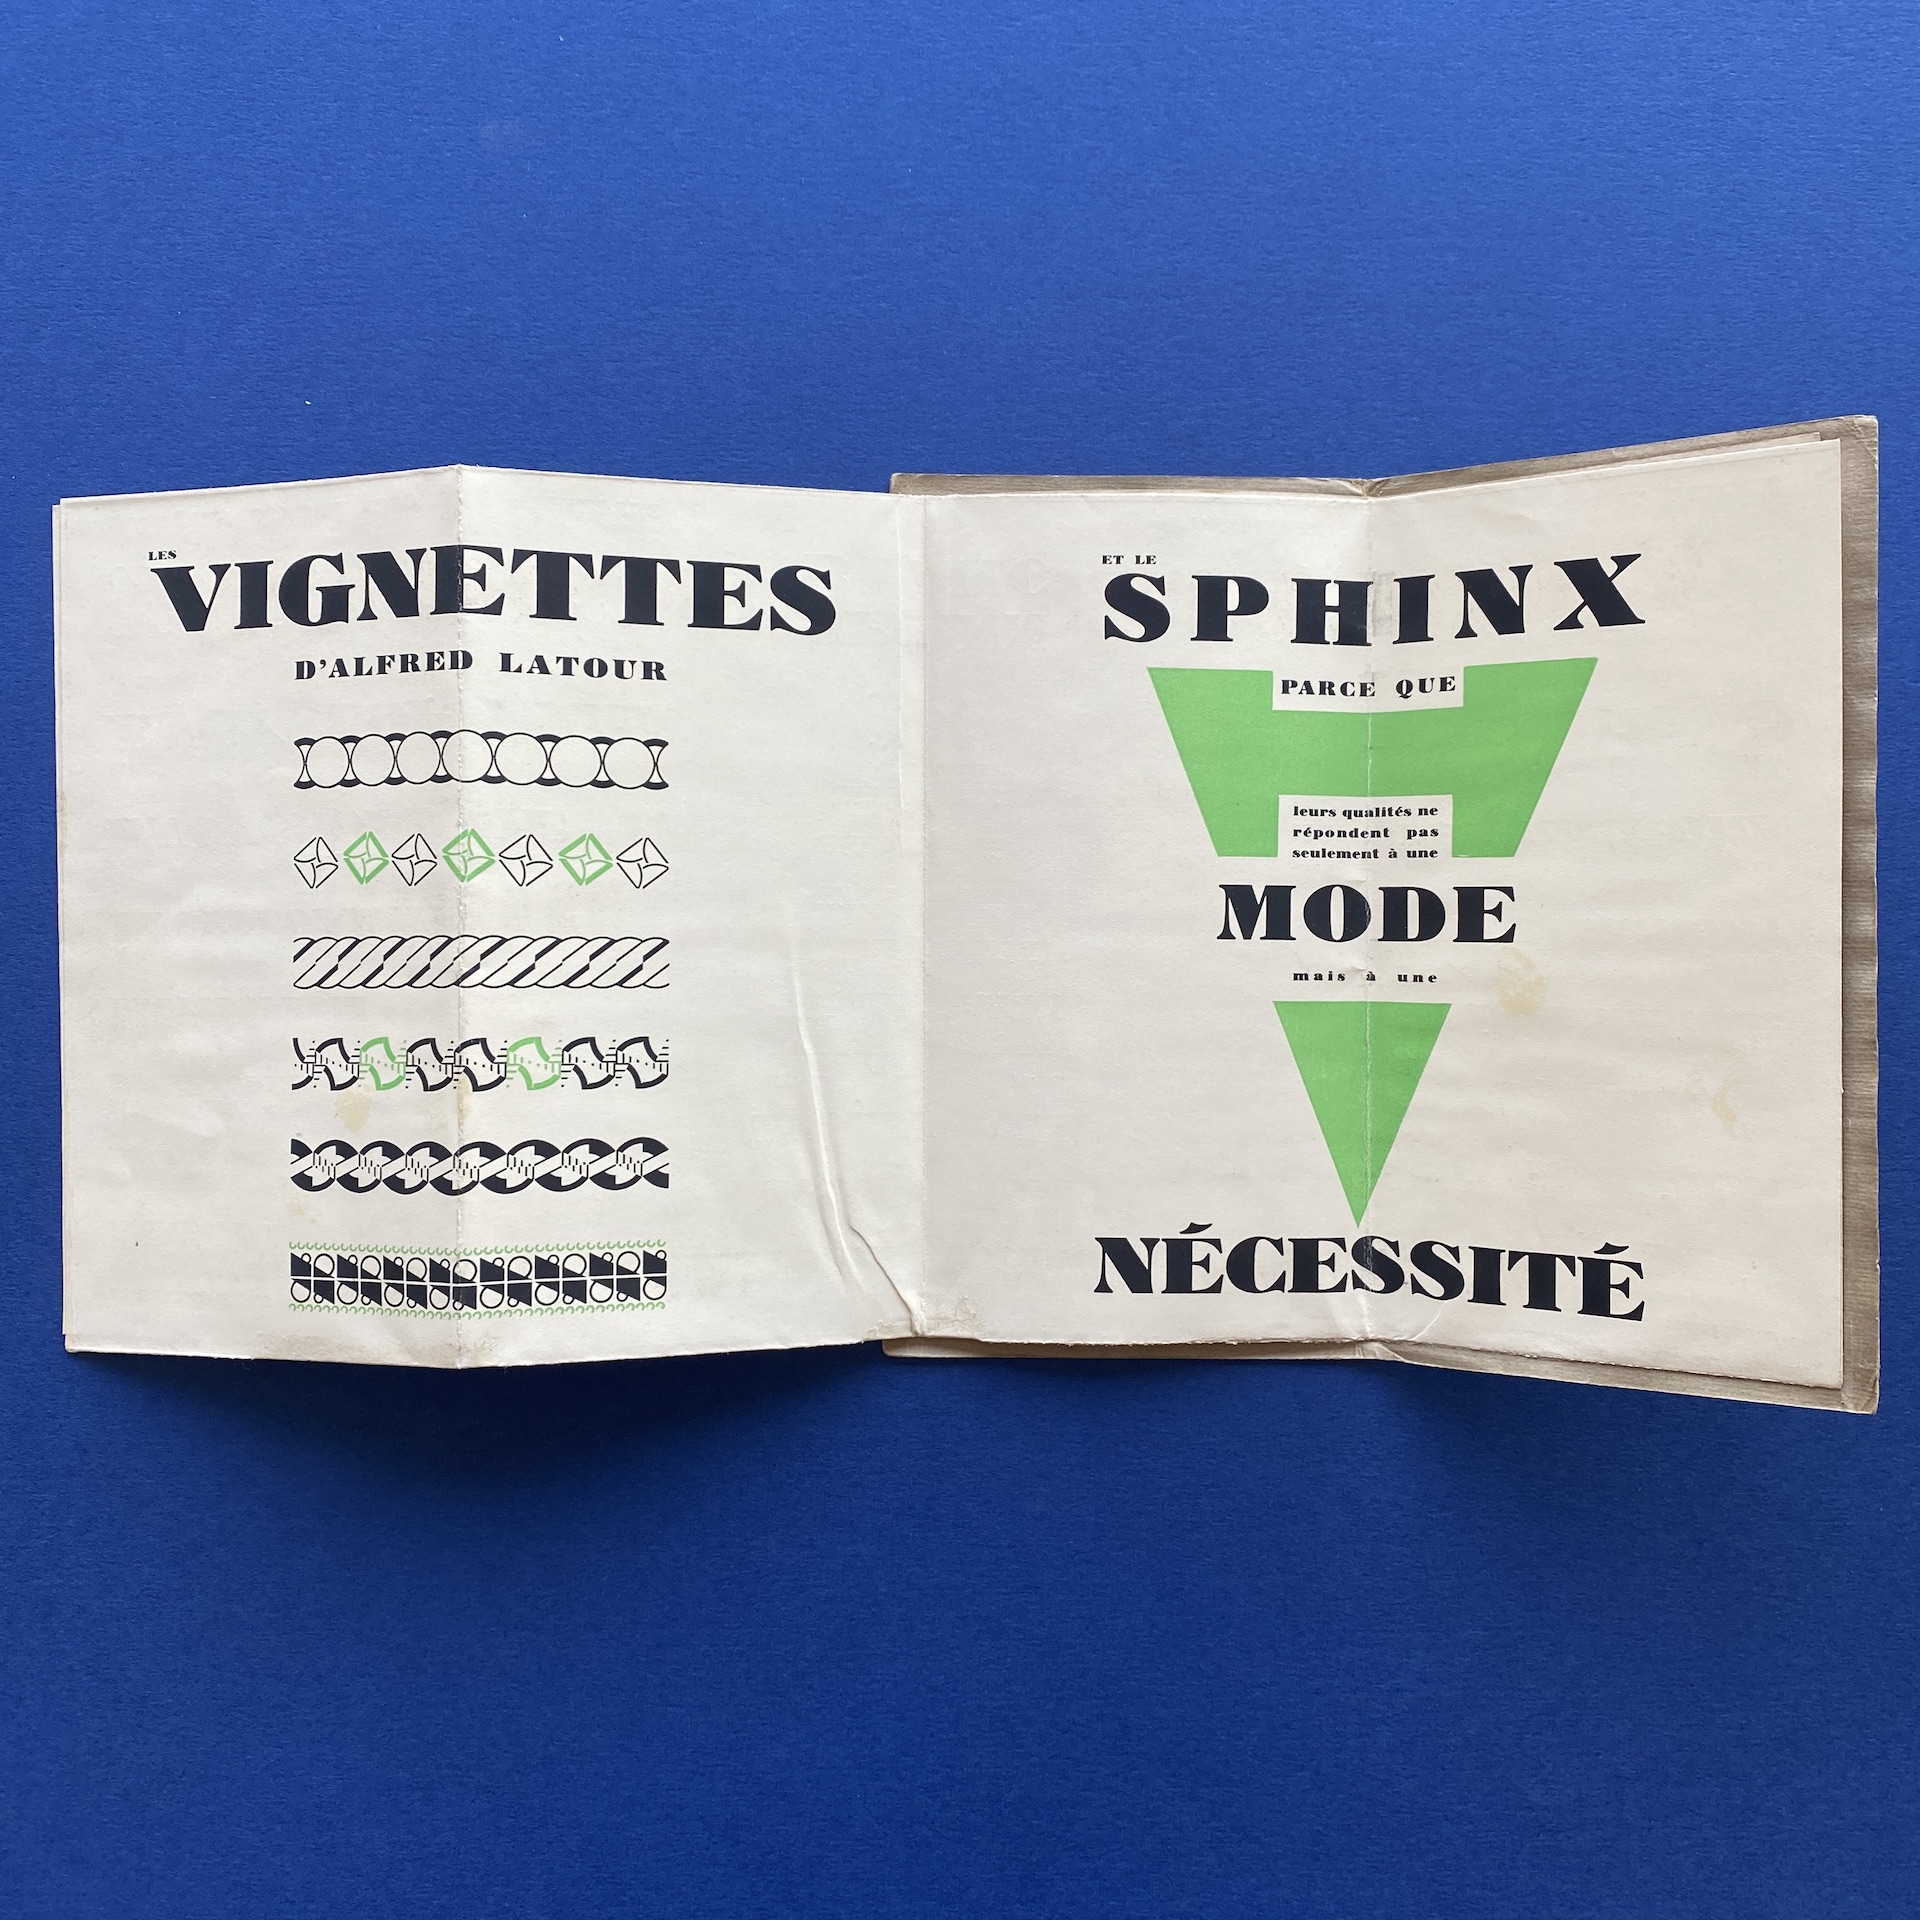 LES
VIGNETTES
D'ALFRED LATOUR
ET LE
SPHINX
PARCE QUE
leurs qualités ne
répondent pas
seulement à une
MODE
mais à une
NÉCESSITÉ